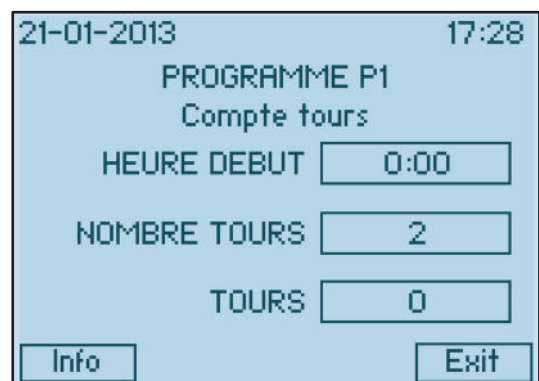 21-01-2013 17:28
PROGRAMME P1
Compte tours
HEURE DEBUT 0:00
NOMBRE TOURS 2
TOURS 0
Info Exit